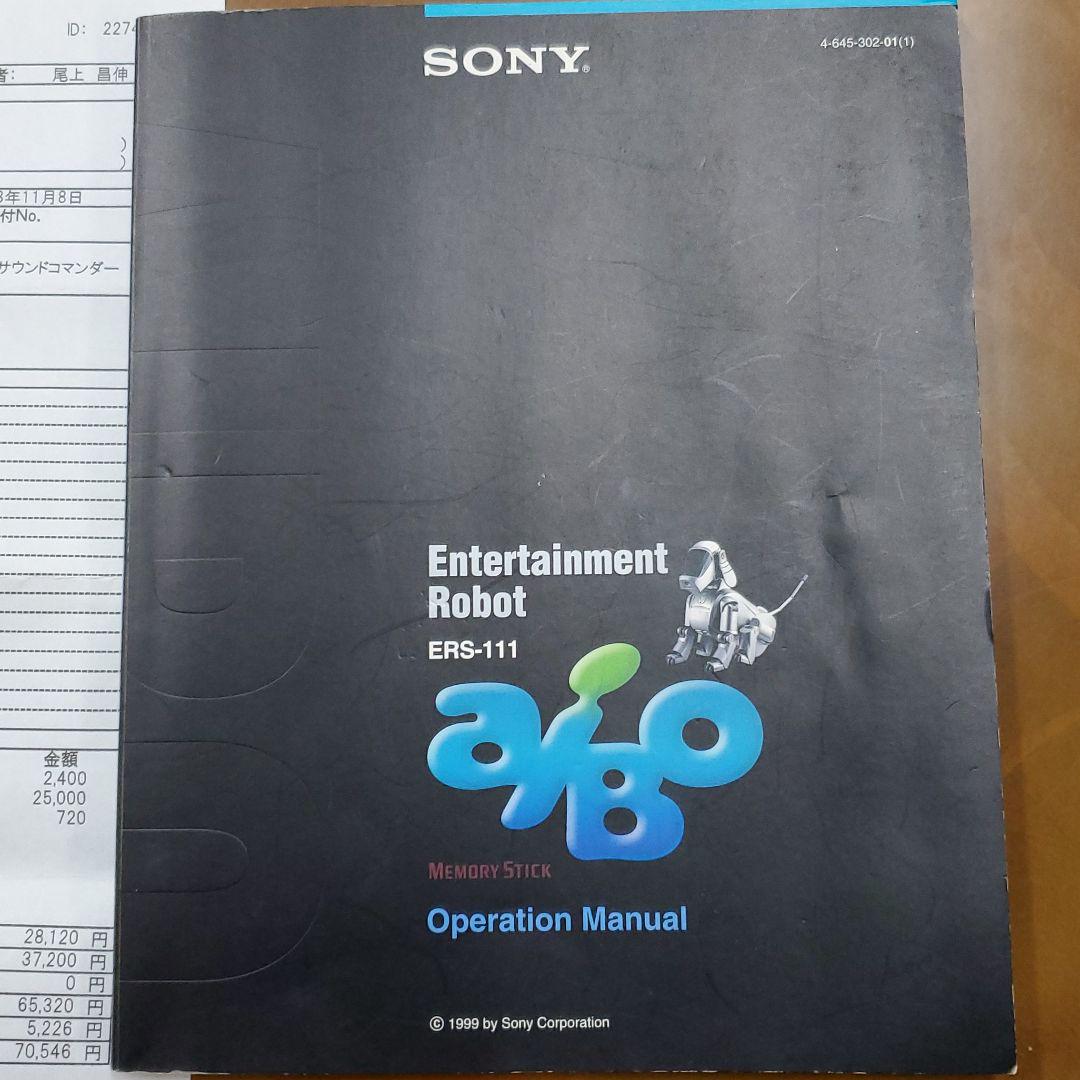 ID: 2274
者: 尾上 昌伸
)
)
年11月8日
付No.
サウンドコマンダー
金額
2,400
25,000
720
28,120 円
37,200 円
0 円
65,320 円
5,226 円
70,546 円
SONY®
4-645-302-01(1)
Entertainment
Robot
ERS-111
aiBo
MEMORY STICK
Operation Manual
© 1999 by Sony Corporation